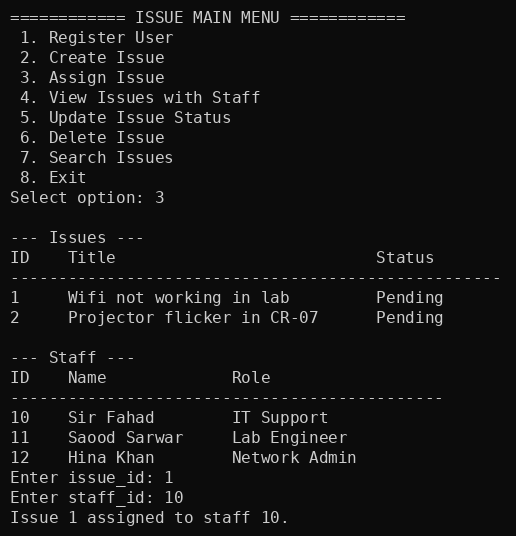 ============ ISSUE MAIN MENU ============
 1. Register User
 2. Create Issue
 3. Assign Issue
 4. View Issues with Staff
 5. Update Issue Status
 6. Delete Issue
 7. Search Issues
 8. Exit
Select option: 3

--- Issues ---
ID    Title                           Status
---------------------------------------------------
1     Wifi not working in lab         Pending
2     Projector flicker in CR-07      Pending

--- Staff ---
ID    Name             Role
---------------------------------------------
10    Sir Fahad        IT Support
11    Saood Sarwar     Lab Engineer
12    Hina Khan        Network Admin
Enter issue_id: 1
Enter staff_id: 10
Issue 1 assigned to staff 10.